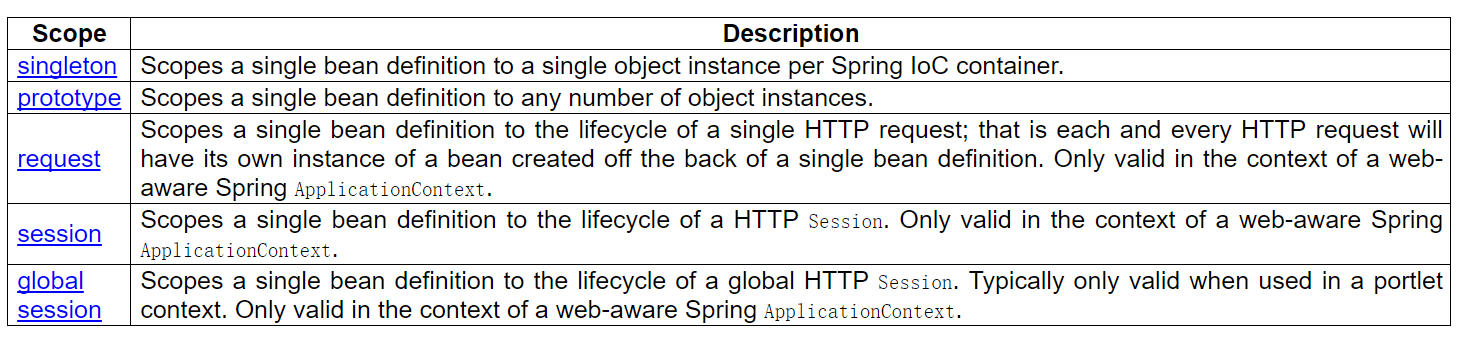 Scope Description
singleton Scopes a single bean definition to a single object instance per Spring IoC container.
prototype Scopes a single bean definition to any number of object instances.
Scopes a single bean definition to the lifecycle of a single HTTP request; that is each and every HTTP request will
request have its own instance of a bean created off the back of a single bean definition. Only valid in the context of a web-
aware Spring ApplicationContext.
session Scopes a single bean definition to the lifecycle of a HTTP Session. Only valid in the context of a web-aware Spring
ApplicationContext.
global Scopes a single bean definition to the lifecycle of a global HTTP Session. Typically only valid when used in a portlet
session context. Only valid in the context of a web-aware Spring ApplicationContext.